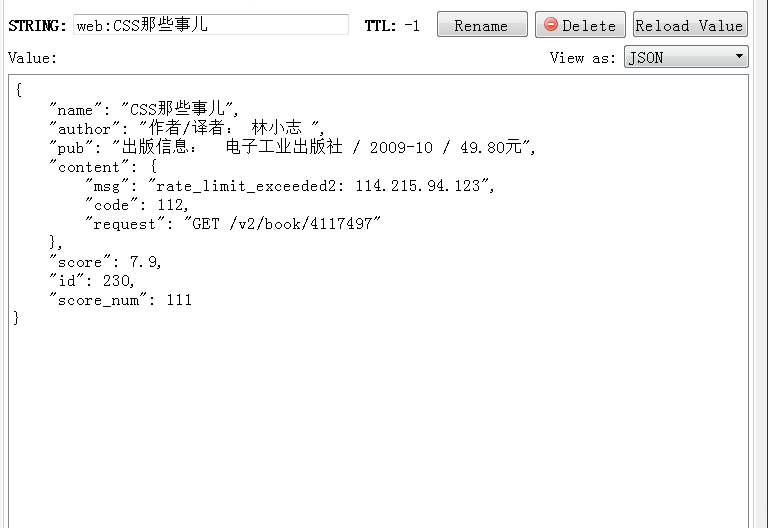 STRING: web:CSS那些事儿 TTL: -1 Rename Delete Reload Value
Value: View as: JSON
{
    "name": "CSS那些事儿",
    "author": "作者/译者： 林小志 ",
    "pub": "出版信息：  电子工业出版社 / 2009-10 / 49.80元",
    "content": {
        "msg": "rate_limit_exceeded2: 114.215.94.123",
        "code": 112,
        "request": "GET /v2/book/4117497"
    },
    "score": 7.9,
    "id": 230,
    "score_num": 111
}